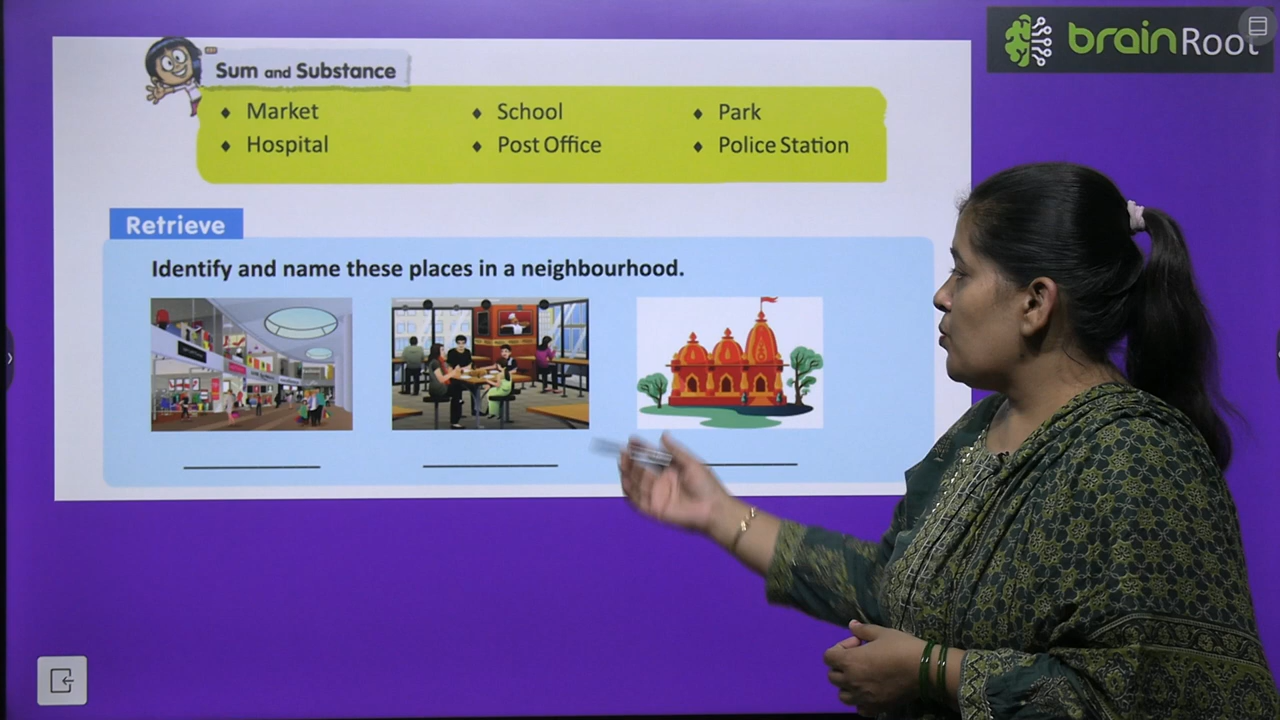 brainRoot
Sum and Substance
♦ Market ♦ School ♦ Park
♦ Hospital ♦ Post Office ♦ Police Station
Retrieve
Identify and name these places in a neighbourhood.